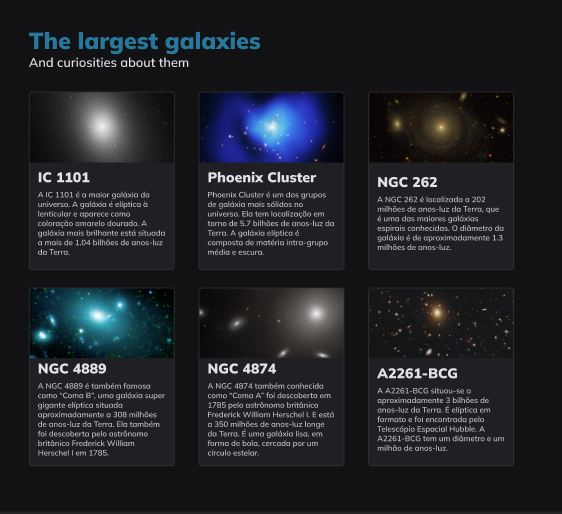 The largest galaxies
And curiosities about them
IC 1101
A IC 1101 é a maior galáxia do
universo. A galáxia é elíptica à
lenticular e aparece como
coloração amarelo dourado. A
galáxia mais brilhante está situada
a mais de 1.04 bilhões de anos-luz
da Terra.
Phoenix Cluster
Phoenix Cluster é um dos grupos
de galáxia mais sólidos no
universo. Ela tem localização em
torno de 5.7 bilhões de anos-luz da
Terra. A galáxia elíptica é
composta de matéria intra-grupo
média e escura.
NGC 262
A NGC 262 é localizada a 202
milhões de anos-luz da Terra, que
é uma das maiores galáxias
espirais conhecidas. O diâmetro da
galáxia é de aproximadamente 1.3
milhões de anos-luz.
NGC 4889
A NGC 4889 é também famosa
como "Coma B", uma galáxia super
gigante elíptica situada
aproximadamente a 308 milhões
de anos-luz da Terra. Ela também
foi descoberta pelo astrônomo
britânico Frederick William
Herschel I em 1785.
NGC 4874
A NGC 4874 também conhecida
como "Coma A" foi descoberta em
1785 pelo astrônomo britânico
Frederick William Herschel I. E está
a 350 milhões de anos-luz longe
da Terra. É uma galáxia lisa, em
forma de bola, cercada por um
círculo estelar.
A2261-BCG
A A2261-BCG situou-se a
aproximadamente 3 bilhões de
anos-luz da Terra. É elíptica em
formato e foi encontrada pelo
Telescópio Espacial Hubble. A
A2261-BCG tem um diâmetro e um
milhão de anos-luz.